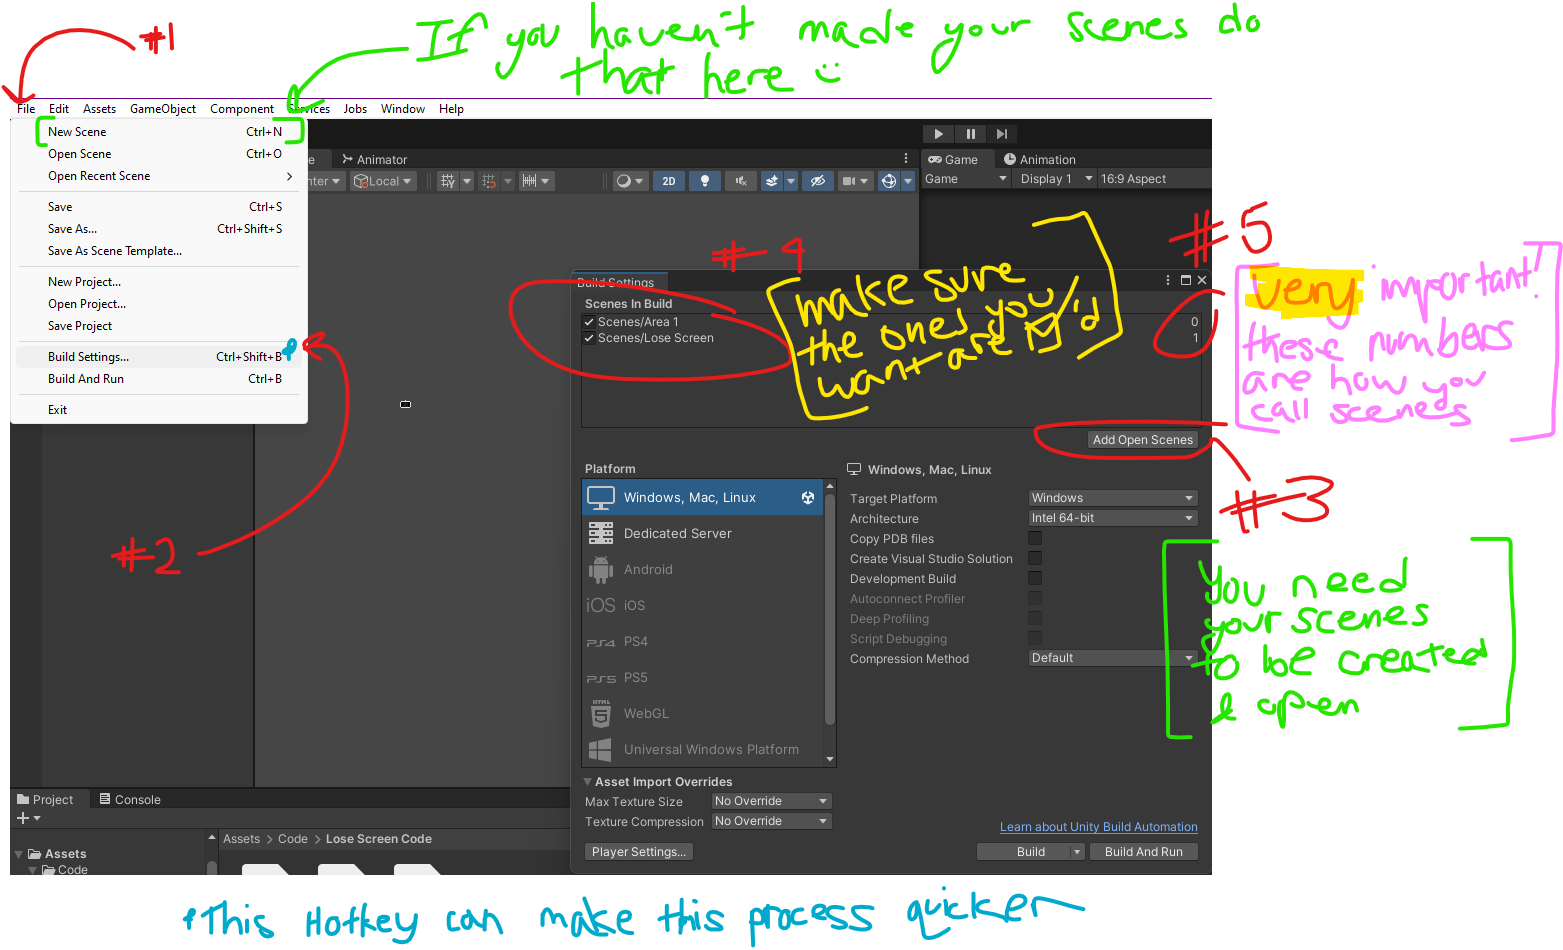 #1
If you haven't made your scenes do
that here
File Edit Assets GameObject Component Services Jobs Window Help
New Scene Ctrl+N
Open Scene Ctrl+O
Open Recent Scene
Save Ctrl+S
Save As... Ctrl+Shift+S
Save As Scene Template...
New Project...
Open Project...
Save Project
Build Settings... Ctrl+Shift+B
Build And Run Ctrl+B
Exit
Animator
Local
2D
Game Animation
Game Display 1 16:9 Aspect
#2
#4
Build Settings
Scenes In Build
Scenes/Area 1 0
Scenes/Lose Screen 1
make sure
the ones you
want are ✓'d
#5
very important!
these numbers
are how you
call scenes
Add Open Scenes
#3
you need
your scenes
to be created
& open
Platform
Windows, Mac, Linux
Dedicated Server
Android
iOS iOS
PS4
PS5
HTML
WebGL
Universal Windows Platform
Windows, Mac, Linux
Target Platform Windows
Architecture Intel 64-bit
Copy PDB files
Create Visual Studio Solution
Development Build
Autoconnect Profiler
Deep Profiling
Script Debugging
Compression Method Default
Asset Import Overrides
Max Texture Size No Override
Texture Compression No Override
Learn about Unity Build Automation
Player Settings... Build Build And Run
Project Console
Assets > Code > Lose Screen Code
Assets
Code
*This Hotkey can make this process quicker